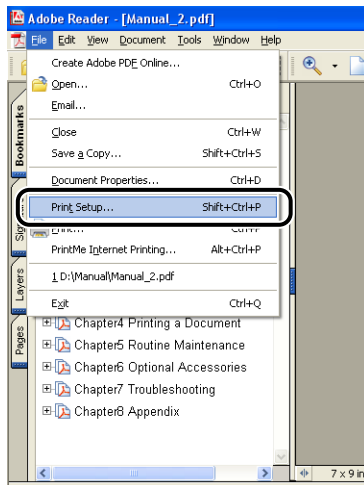 Adobe Reader - [Manual_2.pdf]
File Edit View Document Tools Window Help
Create Adobe PDF Online...
Open... Ctrl+O
Email...
Close Ctrl+W
Save a Copy... Shift+Ctrl+S
Document Properties... Ctrl+D
Print Setup... Shift+Ctrl+P
Print... Ctrl+P
PrintMe Internet Printing... Alt+Ctrl+P
1 D:\Manual\Manual_2.pdf
Exit Ctrl+Q
Bookmarks
Layers
Pages
Chapter4 Printing a Document
Chapter5 Routine Maintenance
Chapter6 Optional Accessories
Chapter7 Troubleshooting
Chapter8 Appendix
7 x 9 in